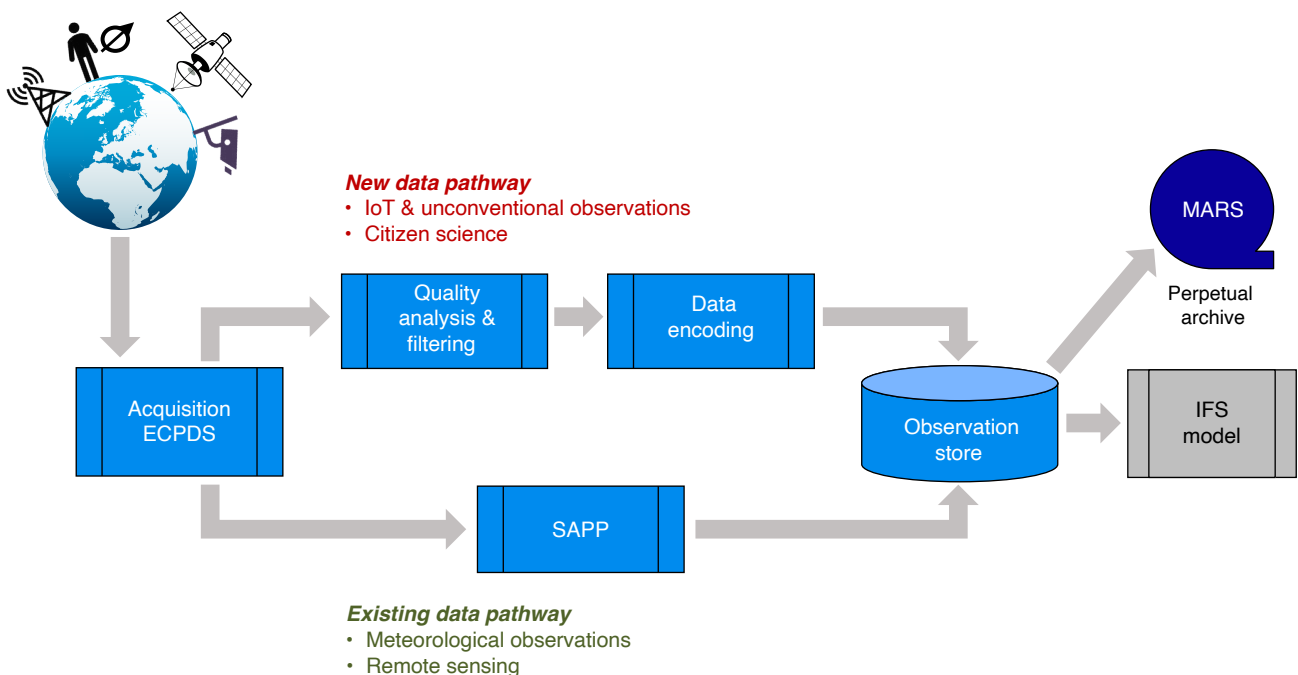 New data pathway
• IoT & unconventional observations
• Citizen science
MARS
Perpetual
archive
Quality
analysis &
filtering
Data
encoding
Acquisition
ECPDS
Observation
store
IFS
model
SAPP
Existing data pathway
• Meteorological observations
• Remote sensing